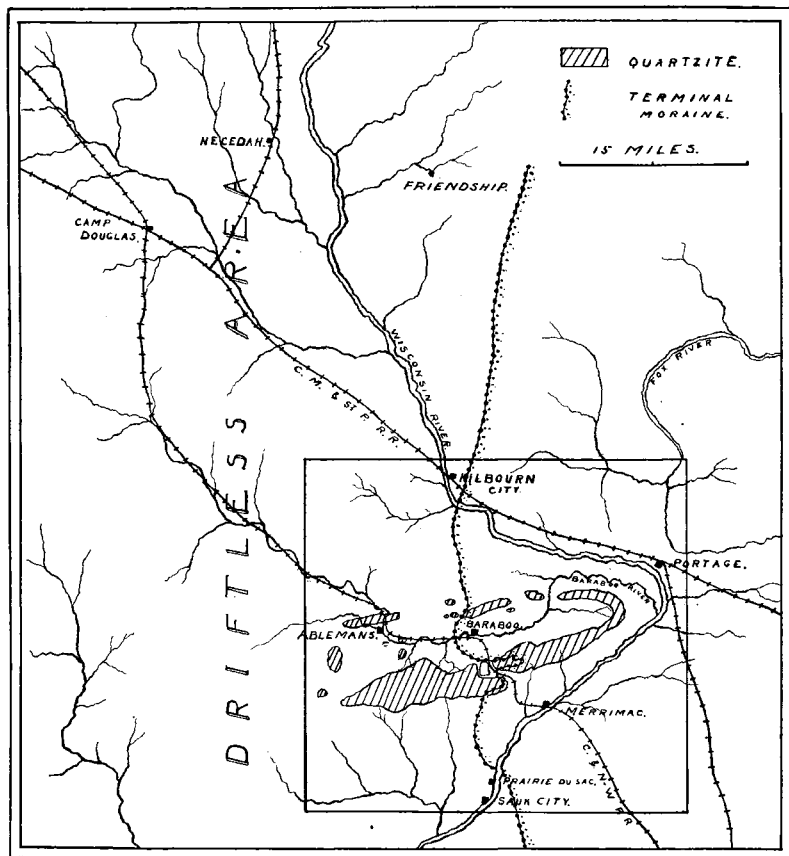 QUARTZITE.
TERMINAL
MORAINE.
15 MILES.
NECEDAH.
FRIENDSHIP.
CAMP
DOUGLAS.
DRIFTLESS AREA
WISCONSIN RIVER
FOX RIVER
C. M. & St P. R.R.
KILBOURN
CITY.
PORTAGE.
BARABOO RIVER
BARABOO
ABLEMANS.
MERRIMAC.
C. & N. W. R R
PRAIRIE DU SAC.
SAUK CITY.